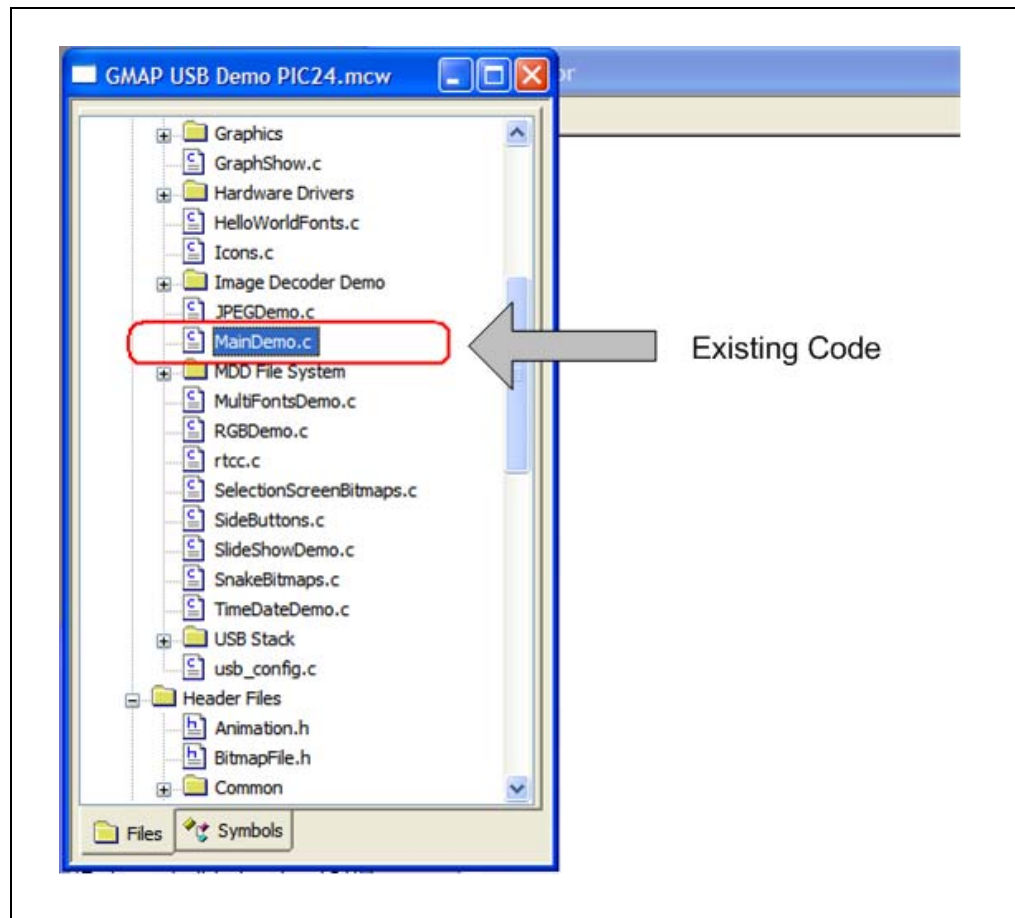 GMAP USB Demo PIC24.mcw
or
Graphics
GraphShow.c
Hardware Drivers
HelloWorldFonts.c
Icons.c
Image Decoder Demo
JPEGDemo.c
MainDemo.c
Existing Code
MDD File System
MultiFontsDemo.c
RGBDemo.c
rtcc.c
SelectionScreenBitmaps.c
SideButtons.c
SlideShowDemo.c
SnakeBitmaps.c
TimeDateDemo.c
USB Stack
usb_config.c
Header Files
Animation.h
BitmapFile.h
Common
Files
Symbols